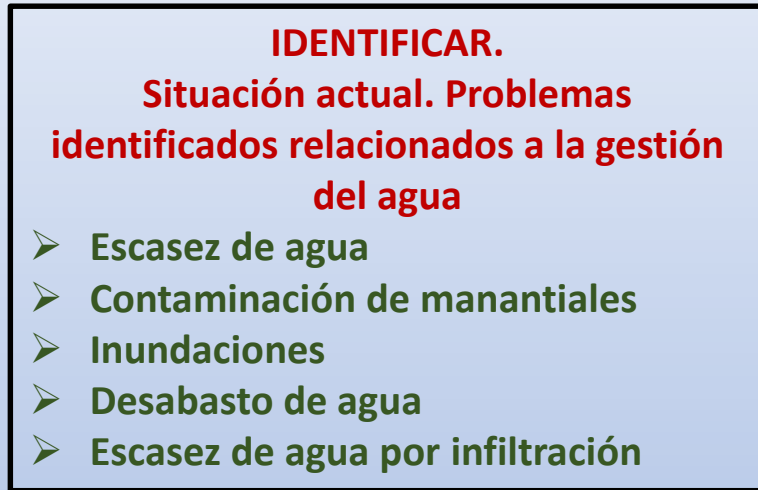 IDENTIFICAR.
Situación actual. Problemas
identificados relacionados a la gestión
del agua
➢ Escasez de agua
➢ Contaminación de manantiales
➢ Inundaciones
➢ Desabasto de agua
➢ Escasez de agua por infiltración